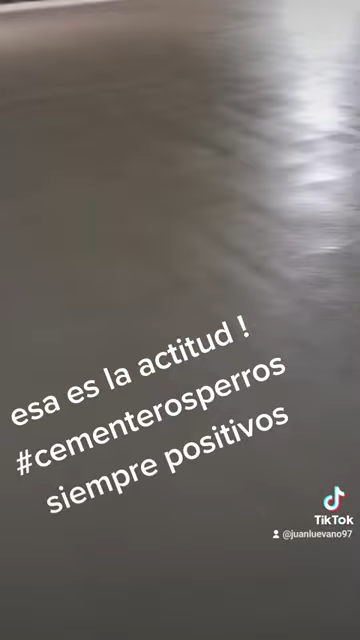 esa es la actitud !
#cementerosperros
siempre positivos
TikTok
@juanluevano97